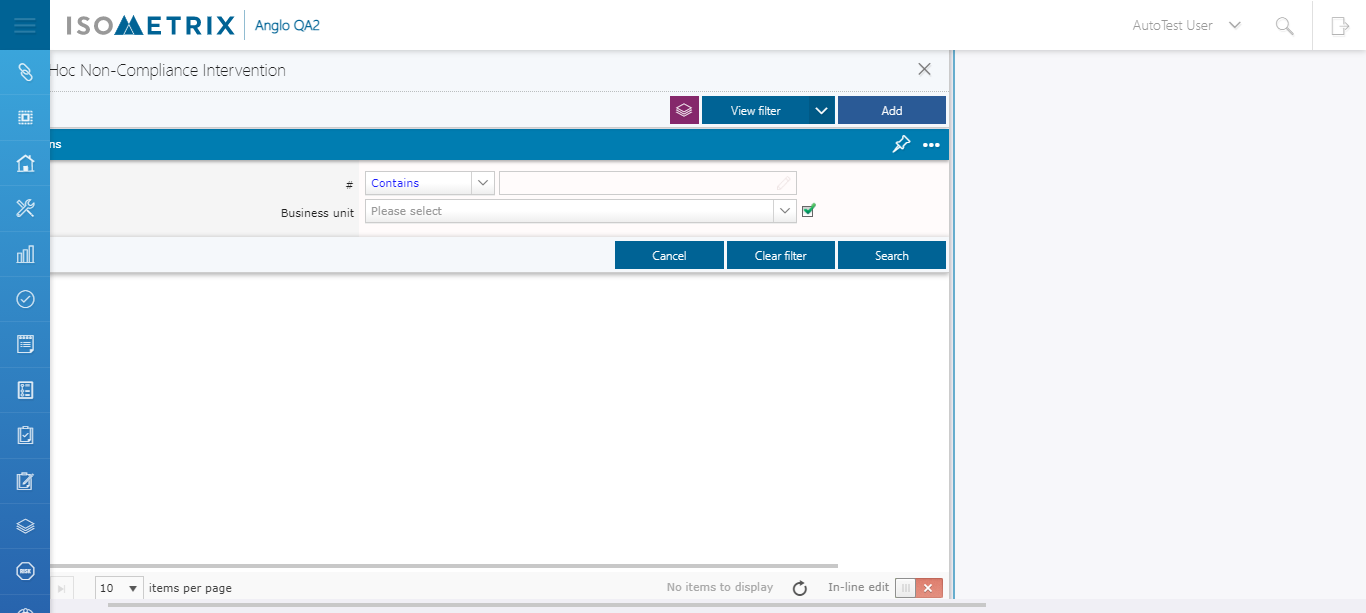 ISOMETRIX Anglo QA2
AutoTest User
Hoc Non-Compliance Intervention
View filter
Add
ns
#
Contains
Business unit
Please select
Cancel
Clear filter
Search
10
items per page
No items to display
In-line edit